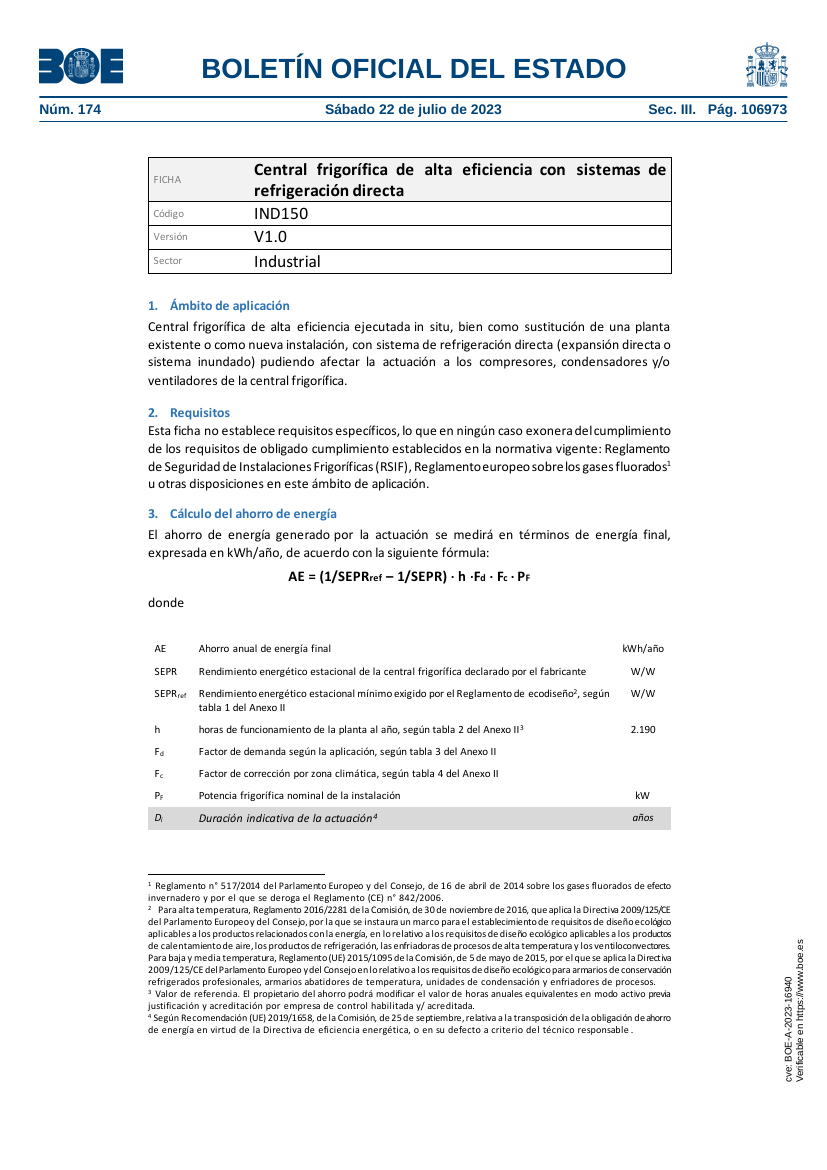 BOE
BOLETÍN OFICIAL DEL ESTADO
Núm. 174 Sábado 22 de julio de 2023 Sec. III. Pág. 106973
FICHA Central frigorífica de alta eficiencia con sistemas de
refrigeración directa
Código IND150
Versión V1.0
Sector Industrial
1. Ámbito de aplicación
Central frigorífica de alta eficiencia ejecutada in situ, bien como sustitución de una planta
existente o como nueva instalación, con sistema de refrigeración directa (expansión directa o
sistema inundado) pudiendo afectar la actuación a los compresores, condensadores y/o
ventiladores de la central frigorífica.
2. Requisitos
Esta ficha no establece requisitos específicos, lo que en ningún caso exonera del cumplimiento
de los requisitos de obligado cumplimiento establecidos en la normativa vigente: Reglamento
de Seguridad de Instalaciones Frigoríficas (RSIF), Reglamento europeo sobre los gases fluorados¹
u otras disposiciones en este ámbito de aplicación.
3. Cálculo del ahorro de energía
El ahorro de energía generado por la actuación se medirá en términos de energía final,
expresada en kWh/año, de acuerdo con la siguiente fórmula:
AE = (1/SEPRref – 1/SEPR) · h ·Fd · Fc · PF
donde
AE Ahorro anual de energía final kWh/año
SEPR Rendimiento energético estacional de la central frigorífica declarado por el fabricante W/W
SEPRref Rendimiento energético estacional mínimo exigido por el Reglamento de ecodiseño², según W/W
tabla 1 del Anexo II
h horas de funcionamiento de la planta al año, según tabla 2 del Anexo II³ 2.190
Fd Factor de demanda según la aplicación, según tabla 3 del Anexo II
Fc Factor de corrección por zona climática, según tabla 4 del Anexo II
PF Potencia frigorífica nominal de la instalación kW
Di Duración indicativa de la actuación⁴ años
¹ Reglamento n° 517/2014 del Parlamento Europeo y del Consejo, de 16 de abril de 2014 sobre los gases fluorados de efecto
invernadero y por el que se deroga el Reglamento (CE) n° 842/2006.
² Para alta temperatura, Reglamento 2016/2281 de la Comisión, de 30 de noviembre de 2016, que aplica la Directiva 2009/125/CE
del Parlamento Europeo y del Consejo, por la que se instaura un marco para el establecimiento de requisitos de diseño ecológico
aplicables a los productos relacionados con la energía, en lo relativo a los requisitos de diseño ecológico aplicables a los productos
de calentamiento de aire, los productos de refrigeración, las enfriadoras de procesos de alta temperatura y los ventiloconvectores.
Para baja y media temperatura, Reglamento (UE) 2015/1095 de la Comisión, de 5 de mayo de 2015, por el que se aplica la Directiva
2009/125/CE del Parlamento Europeo y del Consejo en lo relativo a los requisitos de diseño ecológico para armarios de conservación
refrigerados profesionales, armarios abatidores de temperatura, unidades de condensación y enfriadores de procesos.
³ Valor de referencia. El propietario del ahorro podrá modificar el valor de horas anuales equivalentes en modo activo previa
justificación y acreditación por empresa de control habilitada y/ acreditada.
⁴ Según Recomendación (UE) 2019/1658, de la Comisión, de 25 de septiembre, relativa a la transposición de la obligación de ahorro
de energía en virtud de la Directiva de eficiencia energética, o en su defecto a criterio del técnico responsable .
cve: BOE-A-2023-16940
Verificable en https://www.boe.es